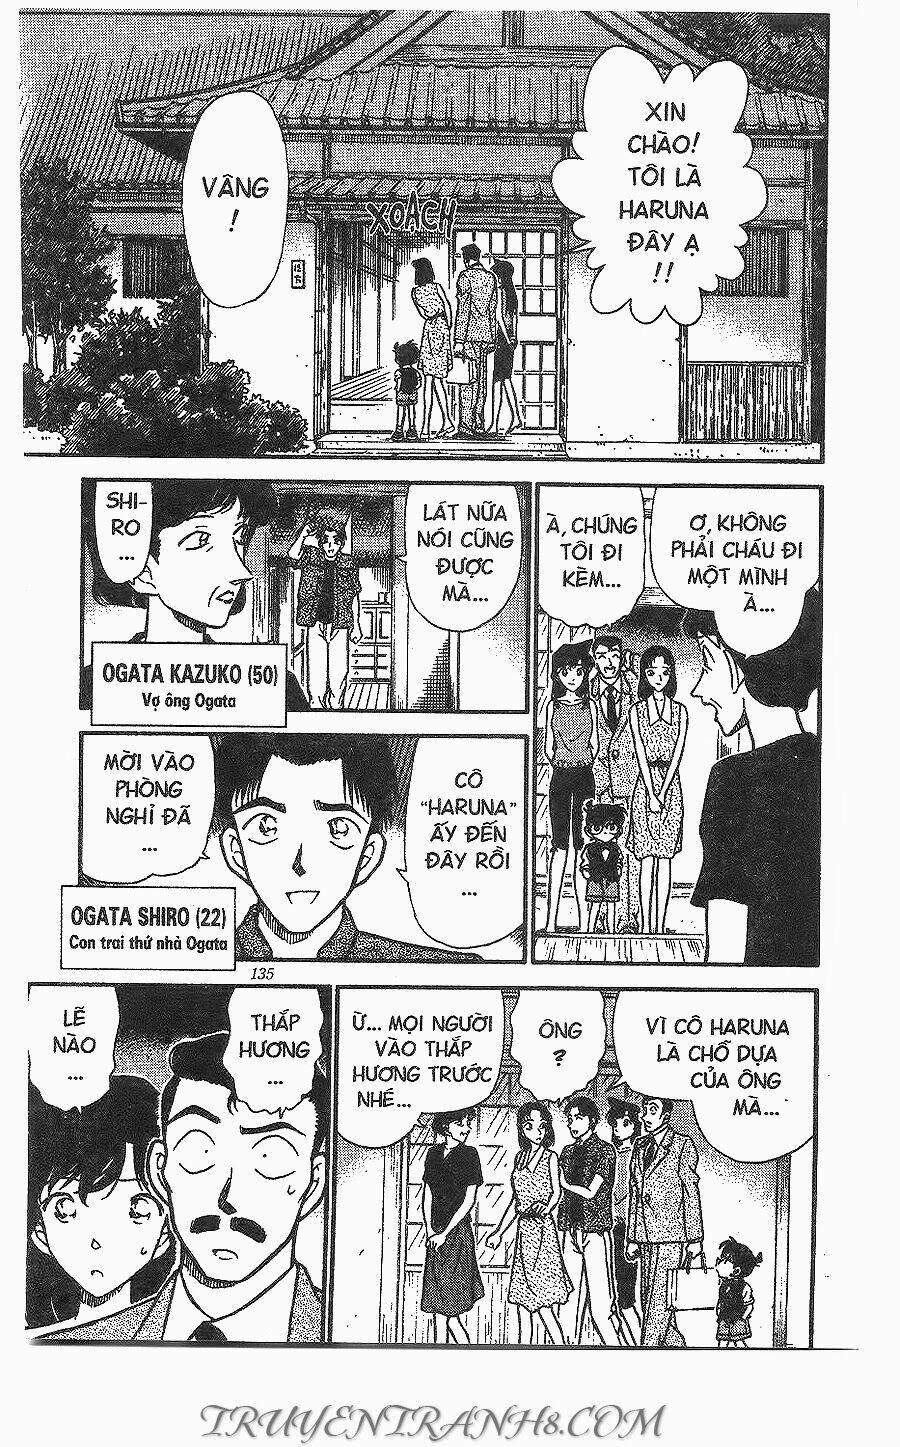 XIN
CHÀO!
TÔI LÀ
HARUNA
ĐÂY Ạ
!!
VÂNG
!
XOẠCH
Ơ, KHÔNG
PHẢI CHÁU ĐI
MỘT MÌNH
À...
À, CHÚNG
TÔI ĐI
KÈM...
LÁT NỮA
NÓI CŨNG
ĐƯỢC
MÀ...
SHI-
RO
...
OGATA KAZUKO (50)
Vợ ông Ogata
CÔ
"HARUNA"
ẤY ĐẾN
ĐÂY RỒI
...
MỜI VÀO
PHÒNG
NGHỈ ĐÃ
...
OGATA SHIRO (22)
Con trai thứ nhà Ogata
135
VÌ CÔ HARUNA
LÀ CHỖ DỰA
CỦA ÔNG
MÀ...
ÔNG
?
Ừ... MỌI NGƯỜI
VÀO THẮP
HƯƠNG TRƯỚC
NHÉ...
THẮP
HƯƠNG
...
LẼ
NÀO
...
TRUYENTRANH8.COM